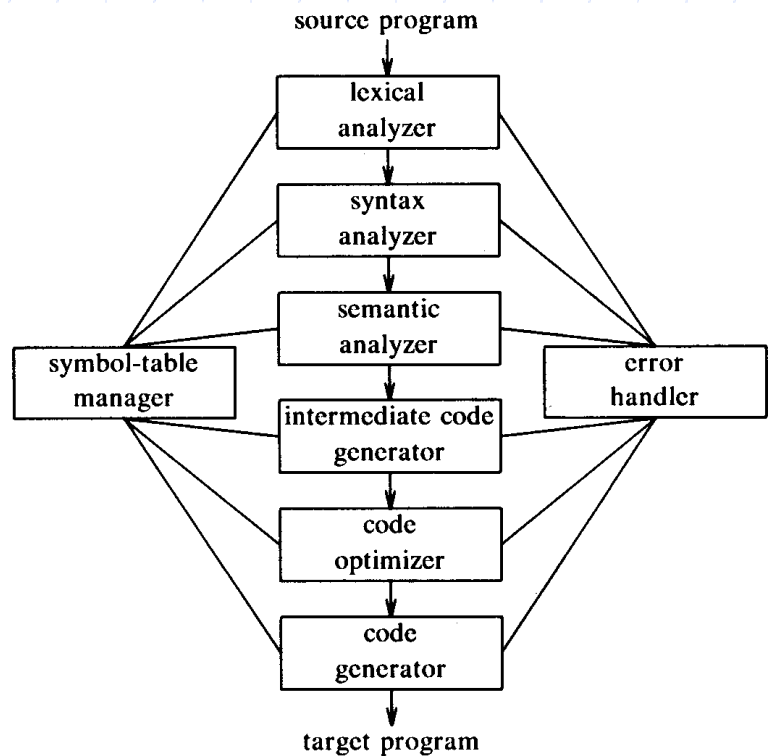 source program
lexical
analyzer
syntax
analyzer
semantic
analyzer
symbol-table
manager
error
handler
intermediate code
generator
code
optimizer
code
generator
target program